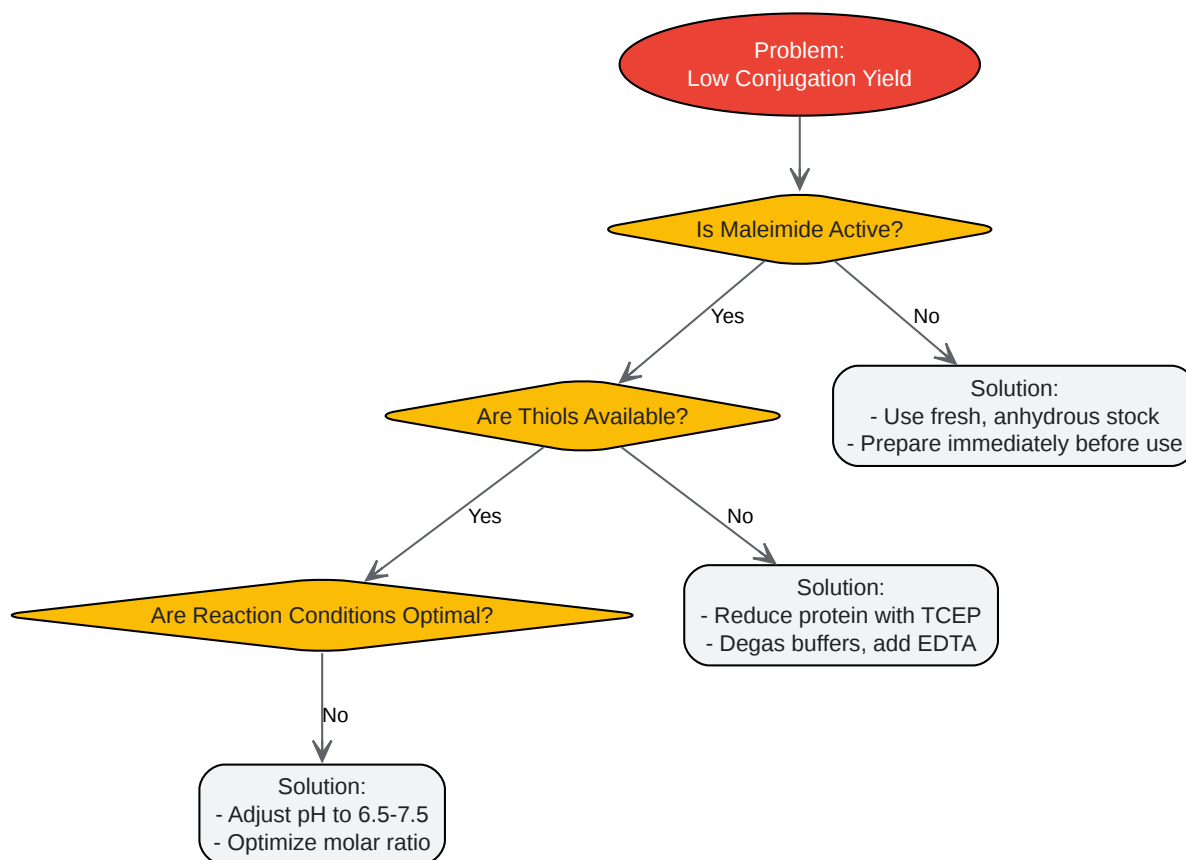 Problem:
Low Conjugation Yield
Is Maleimide Active?
Yes
No
Solution:
- Use fresh, anhydrous stock
- Prepare immediately before use
Are Thiols Available?
Yes
No
Solution:
- Reduce protein with TCEP
- Degas buffers, add EDTA
Are Reaction Conditions Optimal?
No
Solution:
- Adjust pH to 6.5-7.5
- Optimize molar ratio